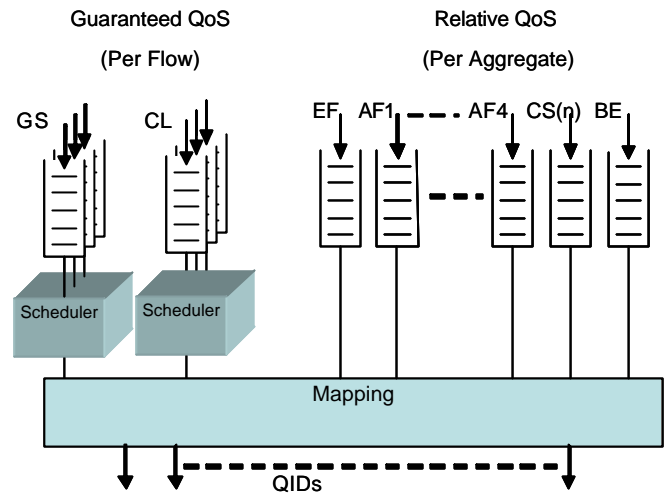 Guaranteed QoS
(Per Flow)
Relative QoS
(Per Aggregate)
GS
CL
EF
AF1
AF4
CS(n)
BE
Scheduler
Scheduler
Mapping
QIDs